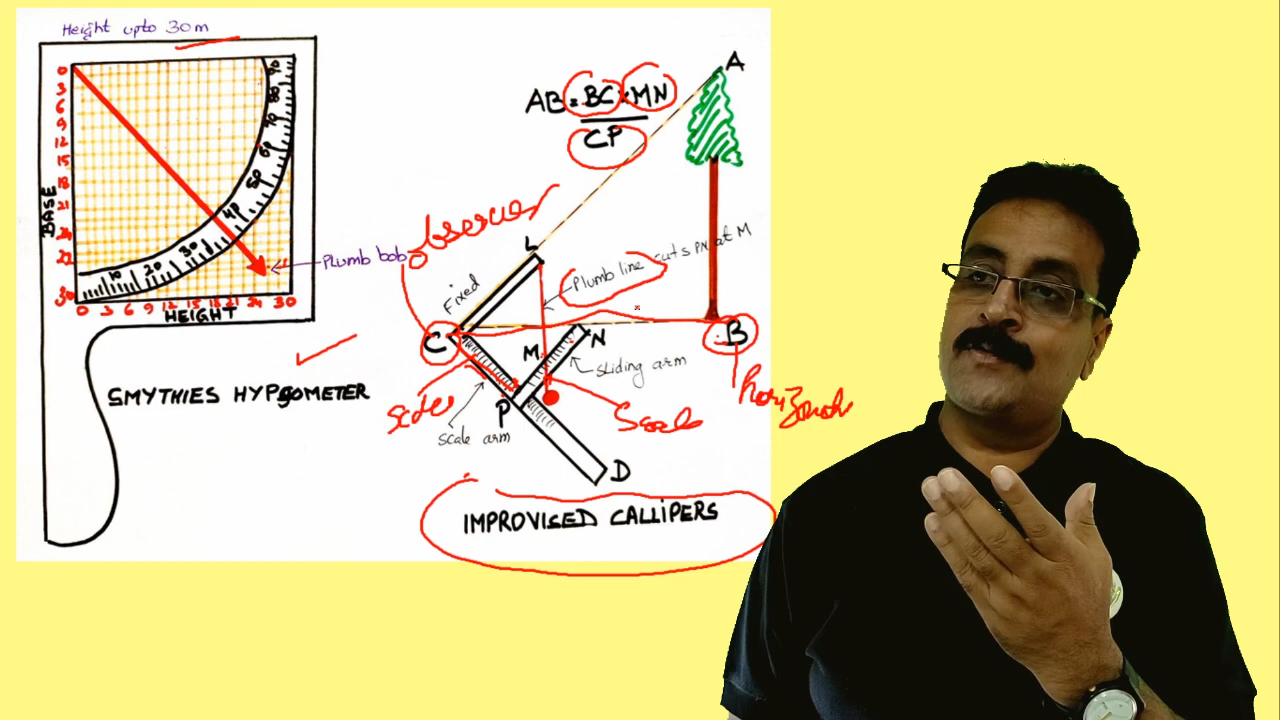 Height upto 30m
0
3
6
9
12
15
18
21
24
27
30
BASE
90
80
70
60
50
40
30
20
10
0 3 6 9 12 15 18 21 24 27 30
HEIGHT
Plumb bob
SMYTHIES HYPSOMETER
AB = BC × MN
CP
A
observer
L
Plumb line cuts PN at M
Fixed
C
B
M
N
sliding arm
P
scale arm
Scale
Scale
Horizontal
D
IMPROVISED CALLIPERS